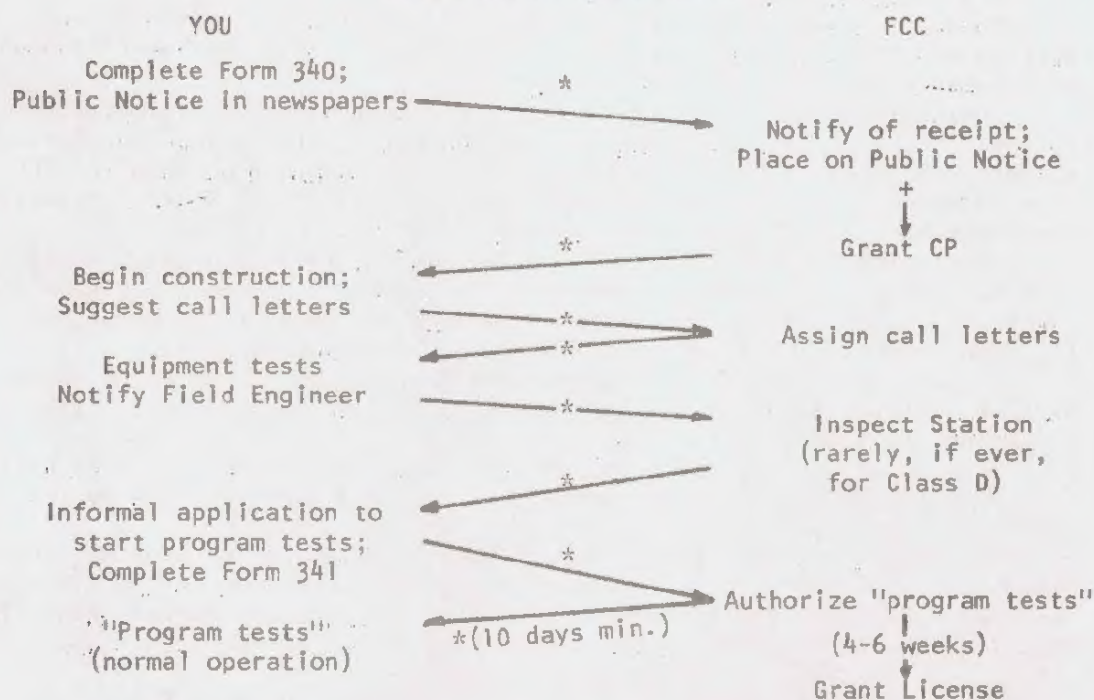 YOU
FCC
Complete Form 340;
Public Notice in newspapers
*
Notify of receipt;
Place on Public Notice
+
Grant CP
*
Begin construction;
Suggest call letters
*
Assign call letters
*
Equipment tests
Notify Field Engineer
*
Inspect Station
(rarely, if ever,
for Class D)
*
Informal application to
start program tests;
Complete Form 341
*
Authorize "program tests"
*(10 days min.)
"Program tests"
(normal operation)
(4-6 weeks)
Grant License